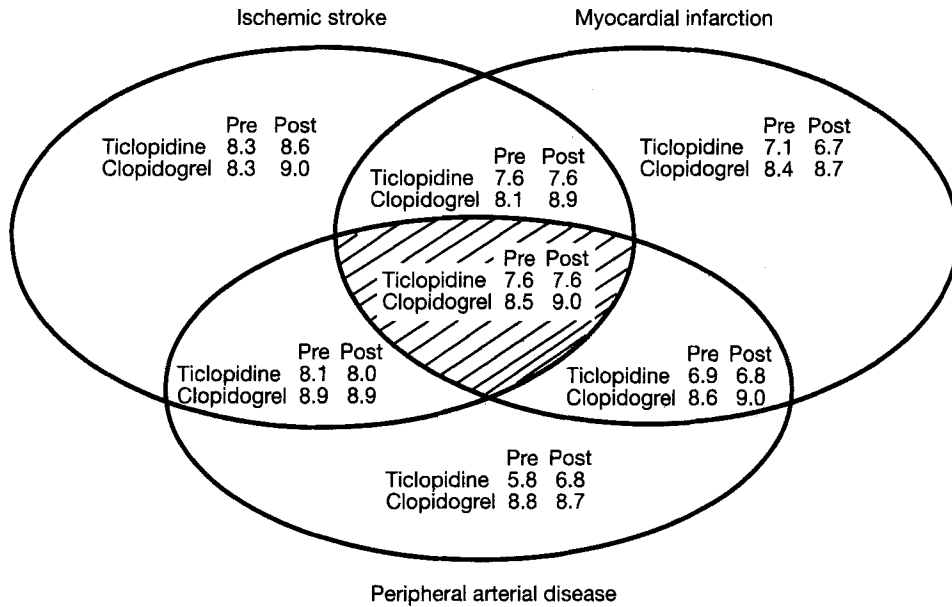 Ischemic stroke
Myocardial infarction
Pre Post
Ticlopidine 8.3 8.6
Clopidogrel 8.3 9.0
Pre Post
Ticlopidine 7.1 6.7
Clopidogrel 8.4 8.7
Pre Post
Ticlopidine 7.6 7.6
Clopidogrel 8.1 8.9
Pre Post
Ticlopidine 7.6 7.6
Clopidogrel 8.5 9.0
Pre Post
Ticlopidine 8.1 8.0
Clopidogrel 8.9 8.9
Pre Post
Ticlopidine 6.9 6.8
Clopidogrel 8.6 9.0
Pre Post
Ticlopidine 5.8 6.8
Clopidogrel 8.8 8.7
Peripheral arterial disease